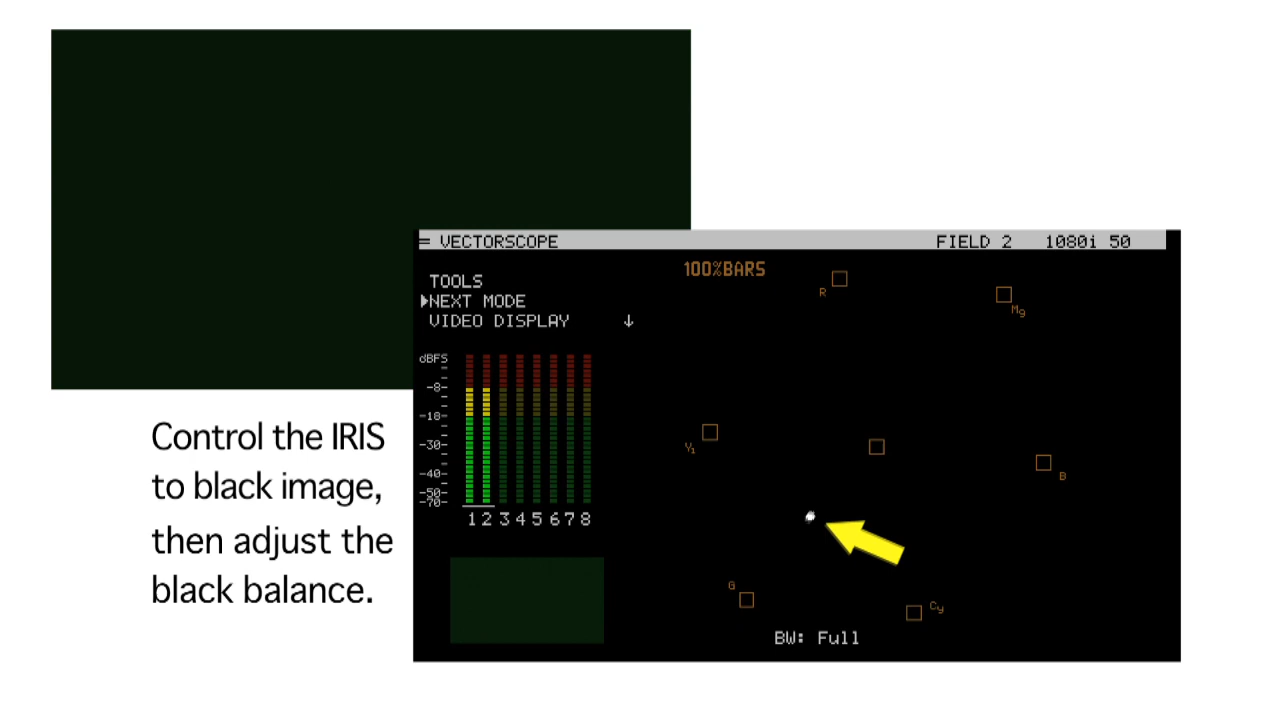 = VECTORSCOPE FIELD 2 1080i 50
100%BARS
TOOLS
▶NEXT MODE
VIDEO DISPLAY ↓
R
Mg
dBFS
-8-
-18-
-30-
-40-
-50-
-70-
1 2 3 4 5 6 7 8
Yl
B
G
Cy
BW: Full
Control the IRIS
to black image,
then adjust the
black balance.